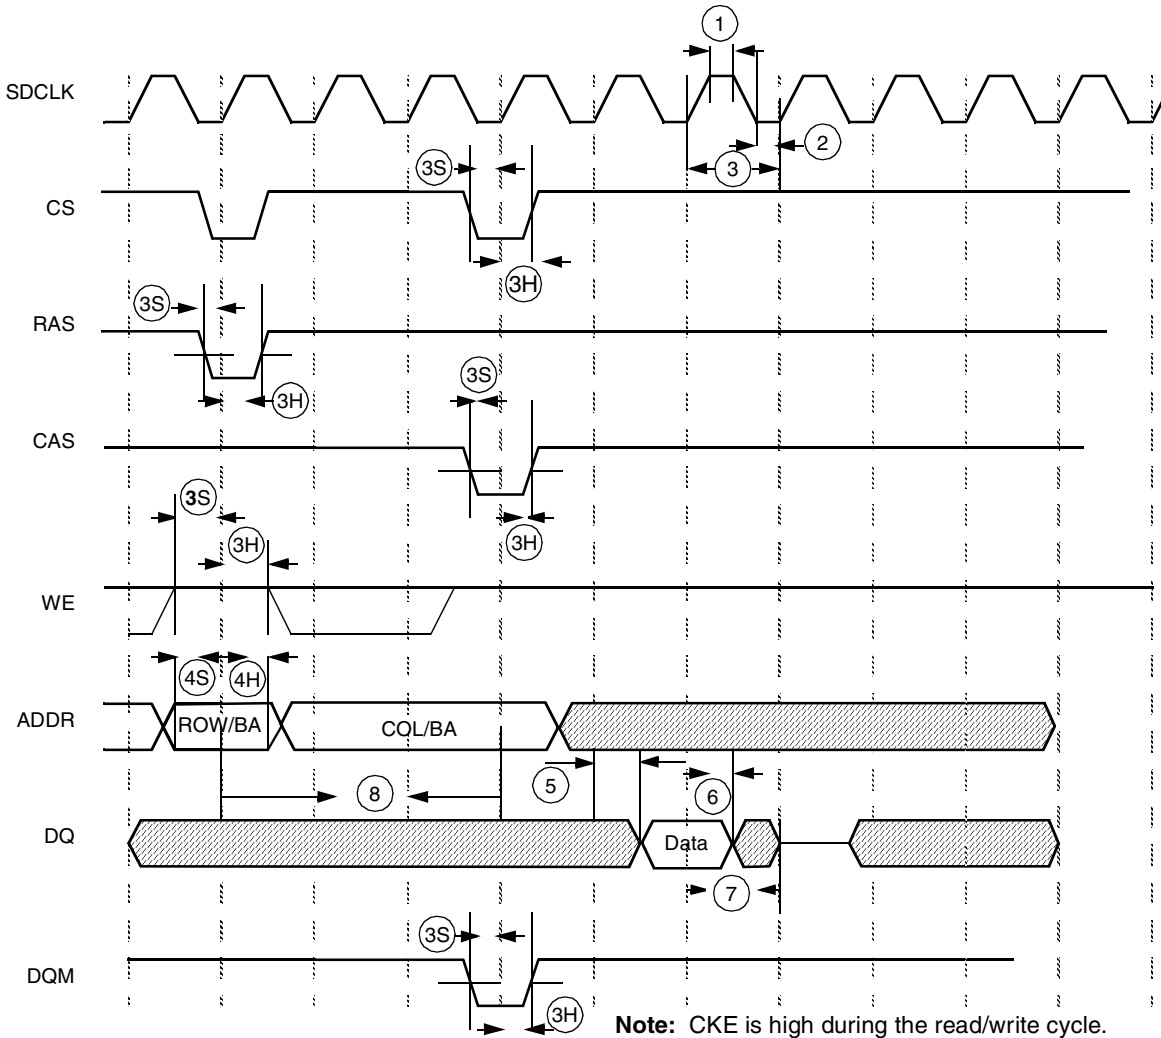 1
SDCLK
2
3S
3
CS
3H
3S
RAS
3S
3H
CAS
3S
3H
3H
WE
4S
4H
ADDR
ROW/BA
COL/BA
5
8
6
DQ
Data
7
3S
DQM
3H
Note: CKE is high during the read/write cycle.